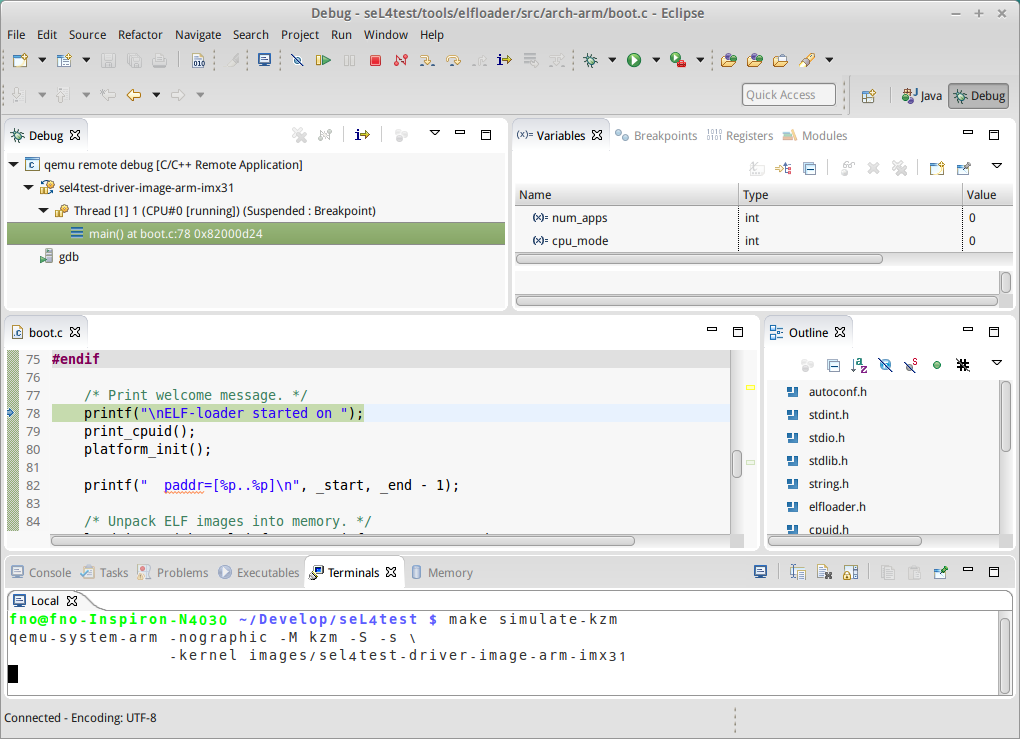 Debug - seL4test/tools/elfloader/src/arch-arm/boot.c - Eclipse
File Edit Source Refactor Navigate Search Project Run Window Help
010
Quick Access Java Debug
Debug
qemu remote debug [C/C++ Remote Application]
sel4test-driver-image-arm-imx31
Thread [1] 1 (CPU#0 [running]) (Suspended : Breakpoint)
main() at boot.c:78 0x82000d24
gdb
(x)= Variables Breakpoints 1010 0101 Registers Modules
Name Type Value
(x)= num_apps int 0
(x)= cpu_mode int 0
boot.c
75 #endif
76
77 /* Print welcome message. */
78 printf("\nELF-loader started on ");
79 print_cpuid();
80 platform_init();
81
82 printf("  paddr=[%p..%p]\n", _start, _end - 1);
83
84 /* Unpack ELF images into memory. */
Outline
autoconf.h
stdint.h
stdio.h
stdlib.h
string.h
elfloader.h
cpuid.h
Console Tasks Problems Executables Terminals Memory
Local
fno@fno-Inspiron-N4030 ~/Develop/seL4test $ make simulate-kzm
qemu-system-arm -nographic -M kzm -S -s \
-kernel images/sel4test-driver-image-arm-imx31
Connected - Encoding: UTF-8